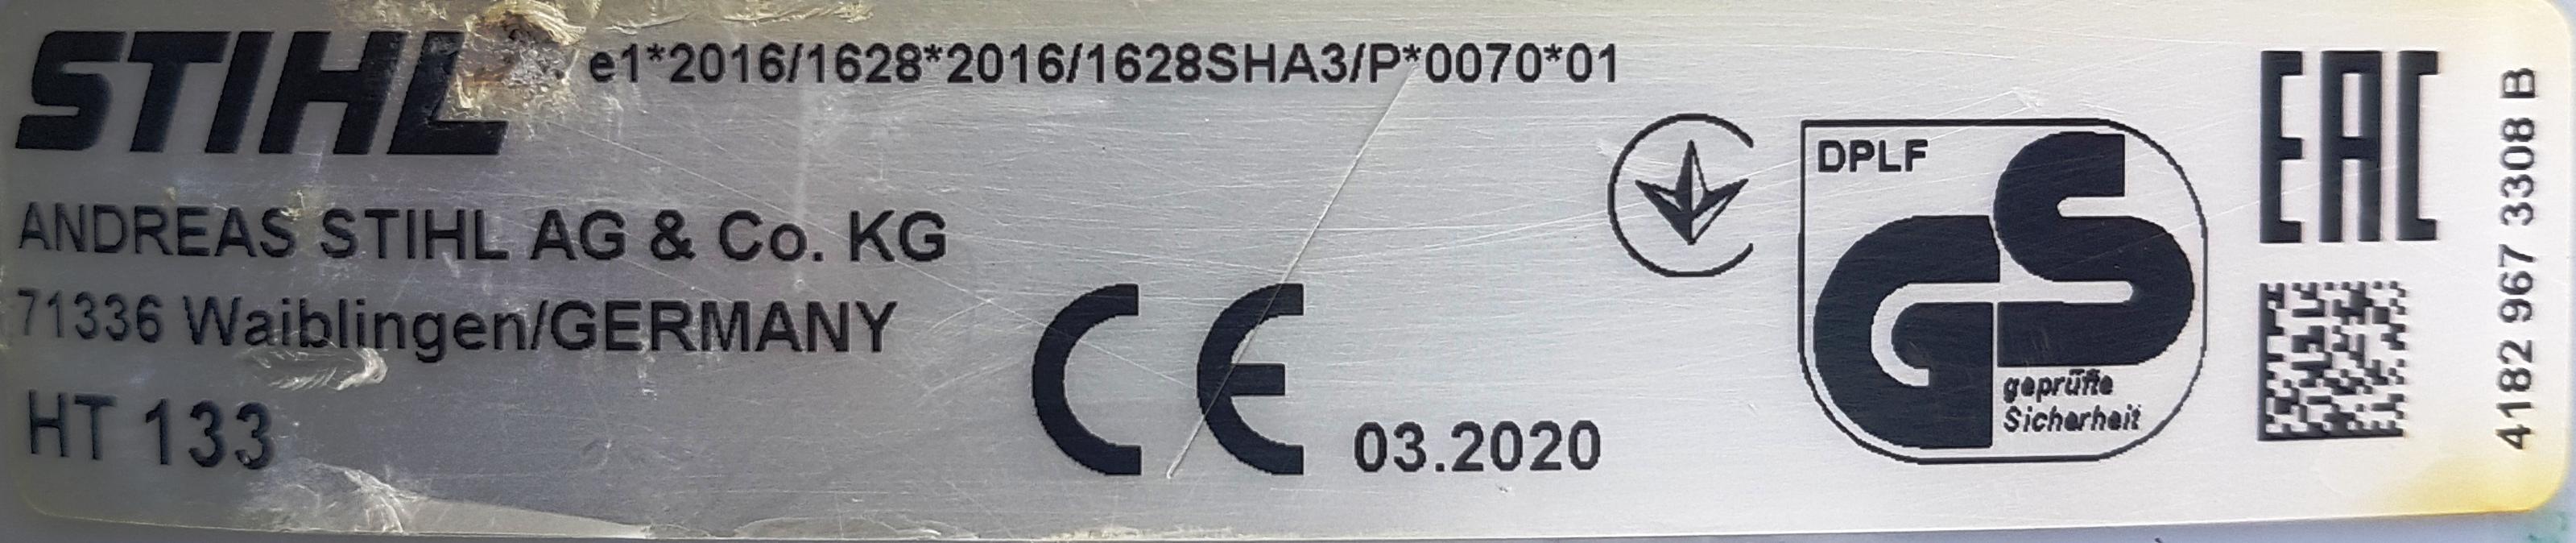 STIHL
e1*2016/1628*2016/1628SHA3/P*0070*01
ANDREAS STIHL AG & Co. KG
71336 Waiblingen/GERMANY
HT 133
CE
03.2020
DPLF
GS
geprüfte
Sicherheit
EAC
4182 967 3308 B